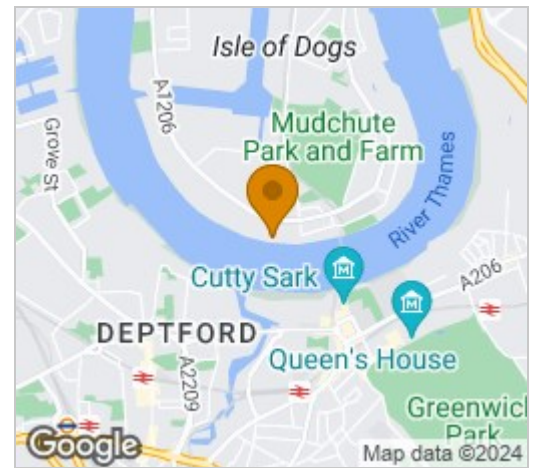 Isle of Dogs
A1206
Grove St
Mudchute
Park and Farm
River Thames
Cutty Sark
A206
DEPTFORD
Queen's House
A2209
Greenwich
Park
Google
Map data ©2024